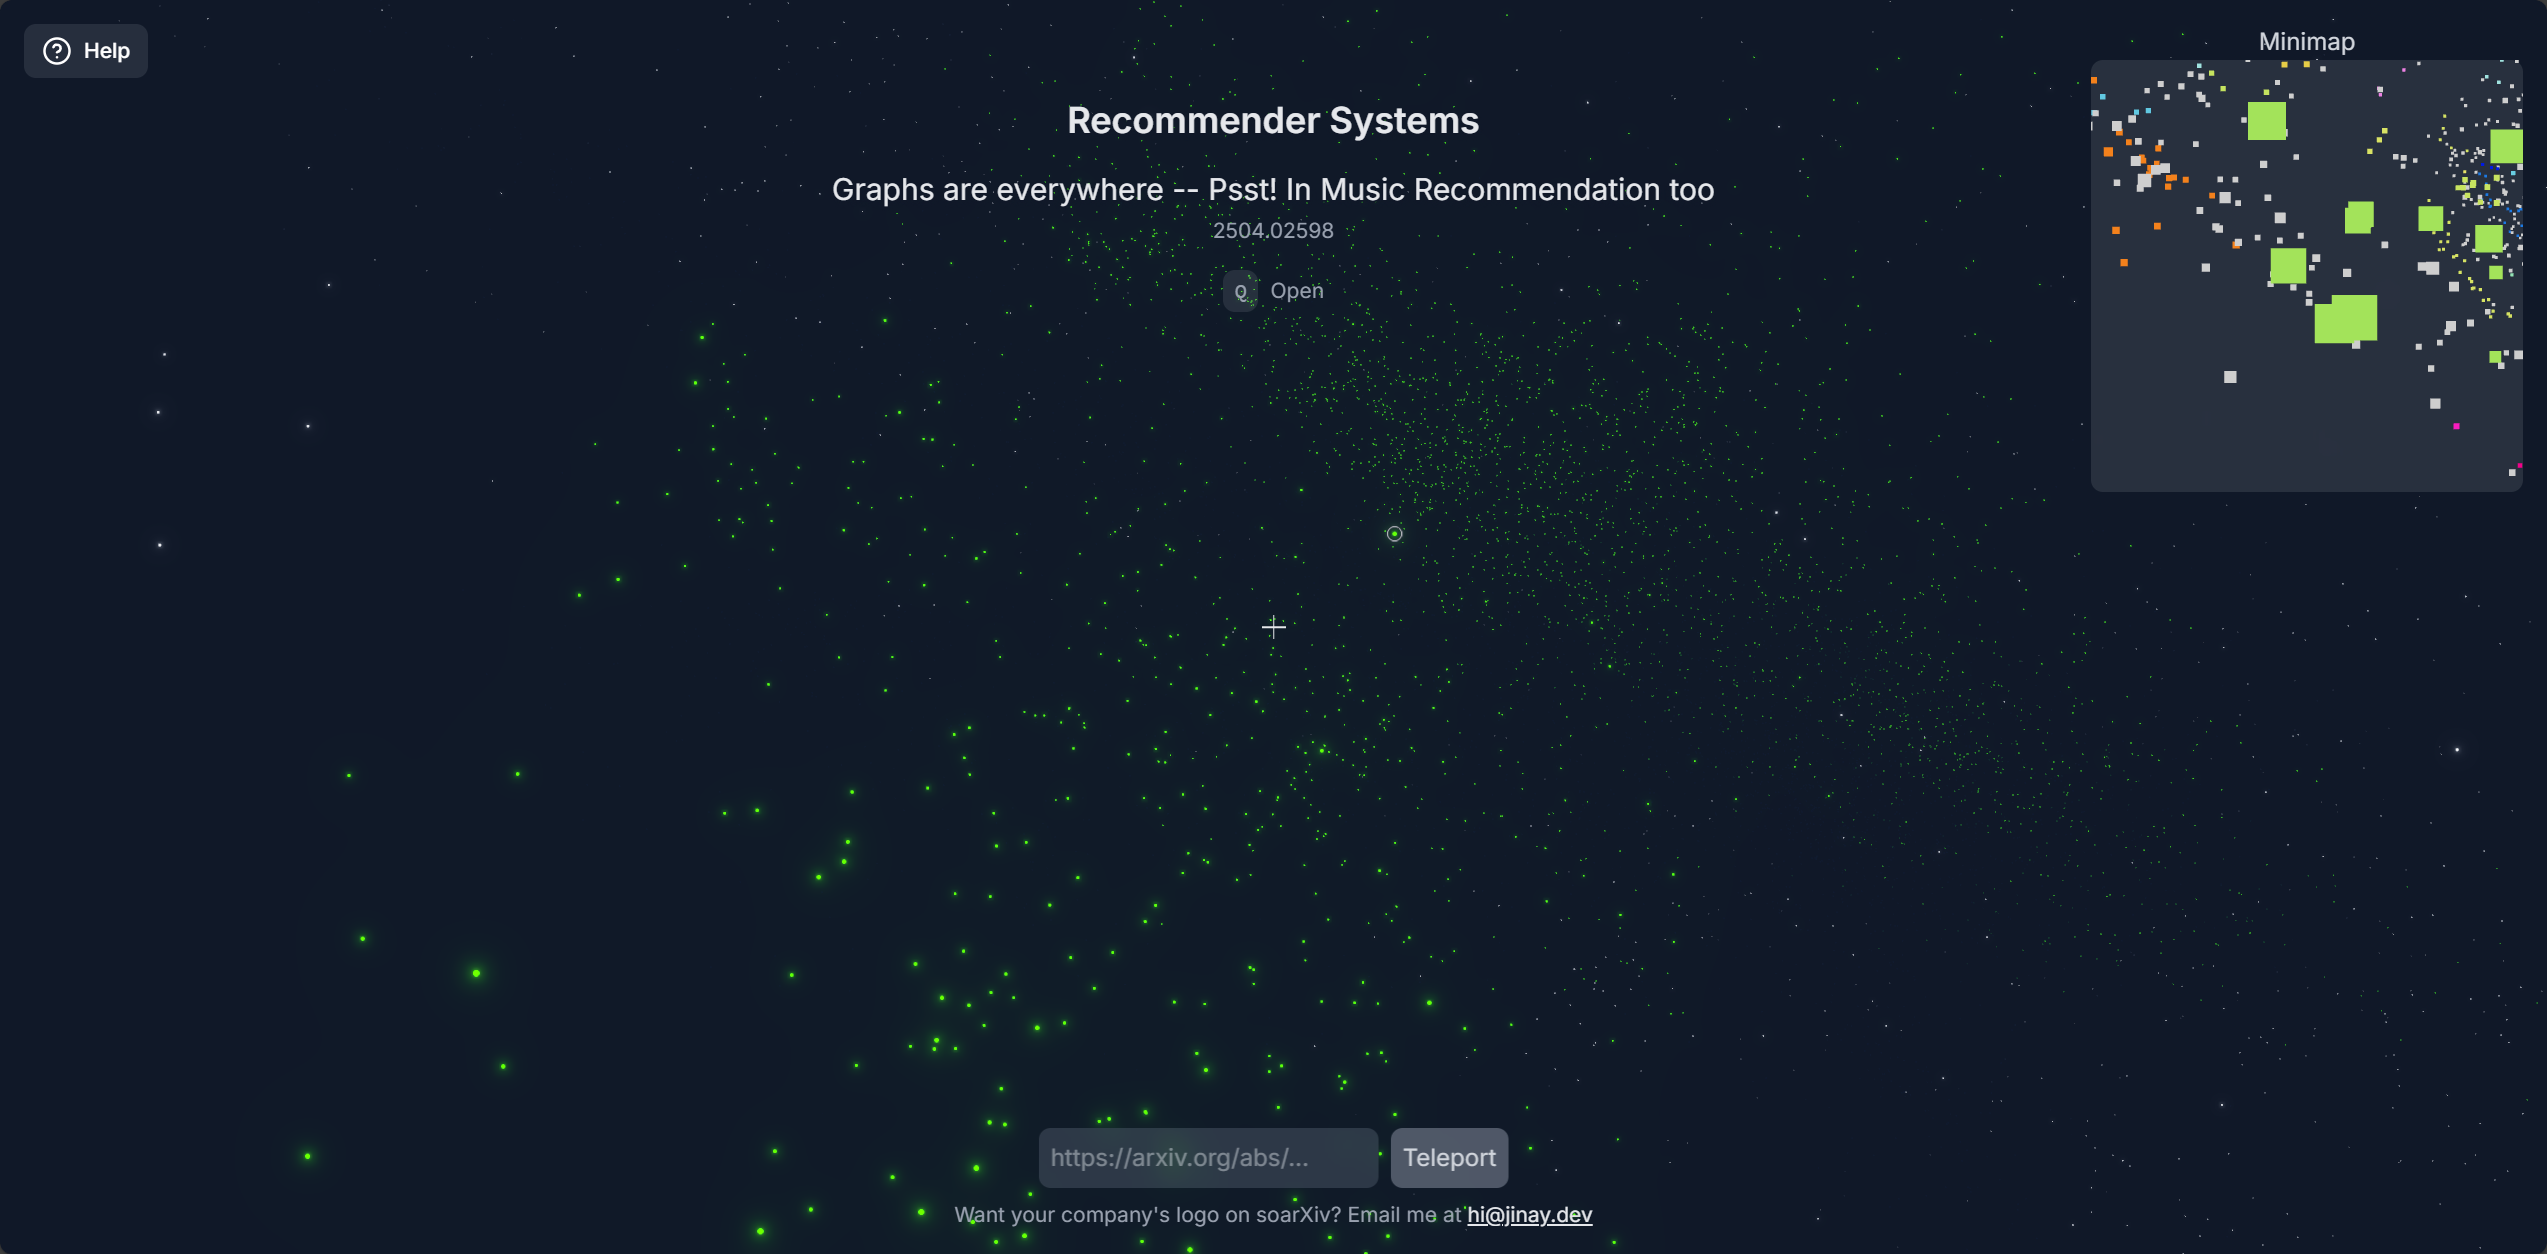 Help
Minimap
Recommender Systems
Graphs are everywhere -- Psst! In Music Recommendation too
2504.02598
Q Open
https://arxiv.org/abs/...
Teleport
Want your company's logo on soarXiv? Email me at hi@jinay.dev